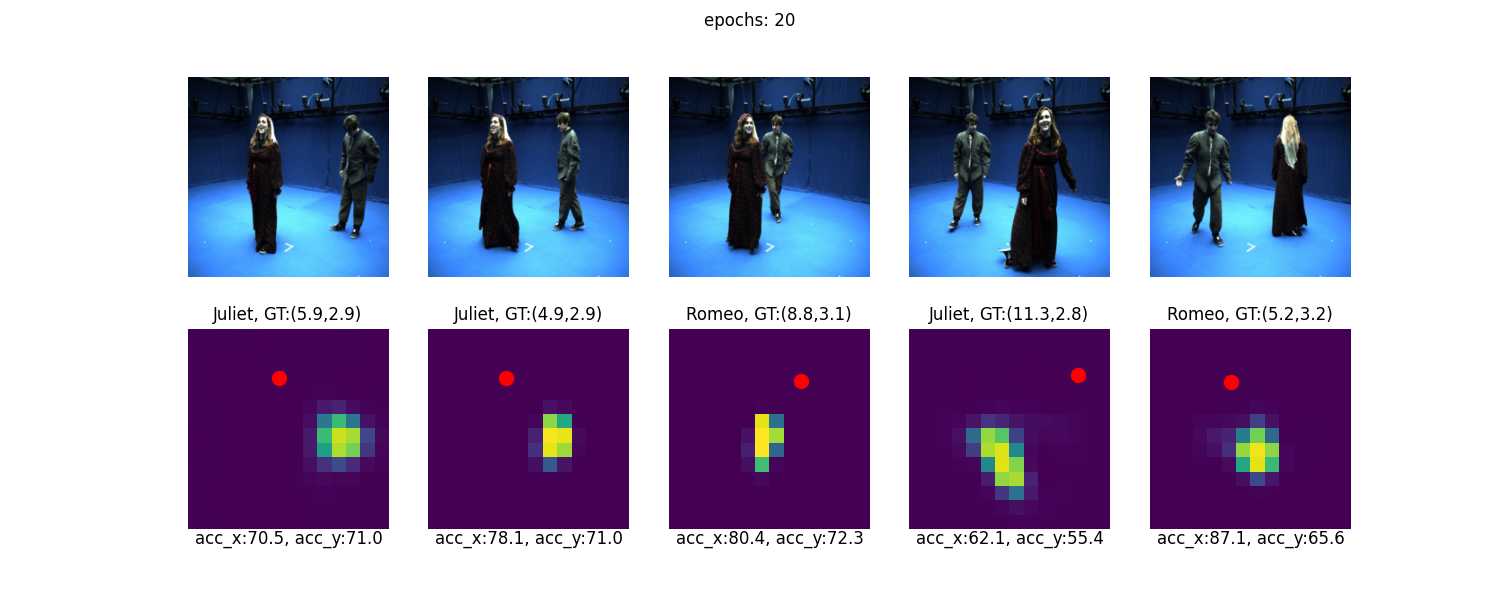 epochs: 20
Juliet, GT:(5.9,2.9)
Juliet, GT:(4.9,2.9)
Romeo, GT:(8.8,3.1)
Juliet, GT:(11.3,2.8)
Romeo, GT:(5.2,3.2)
acc_x:70.5, acc_y:71.0
acc_x:78.1, acc_y:71.0
acc_x:80.4, acc_y:72.3
acc_x:62.1, acc_y:55.4
acc_x:87.1, acc_y:65.6